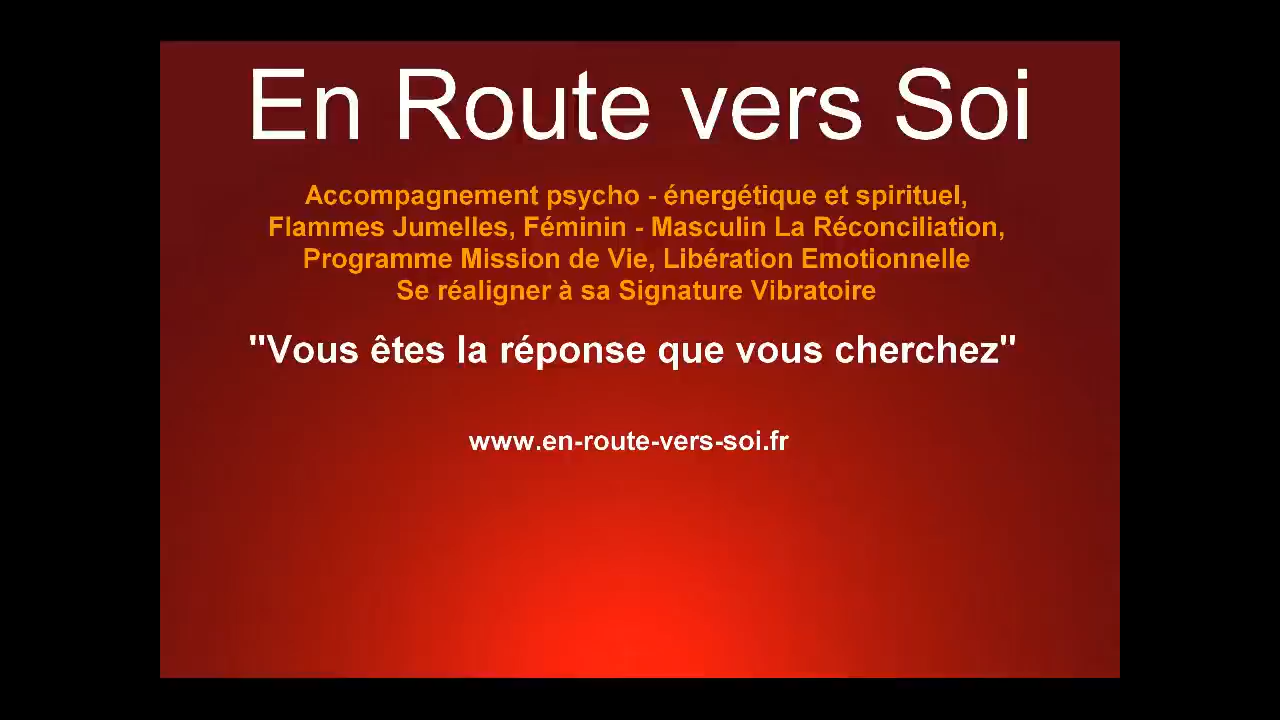 En Route vers Soi
Accompagnement psycho - énergétique et spirituel,
Flammes Jumelles, Féminin - Masculin La Réconciliation,
Programme Mission de Vie, Libération Emotionnelle
Se réaligner à sa Signature Vibratoire
"Vous êtes la réponse que vous cherchez"
www.en-route-vers-soi.fr